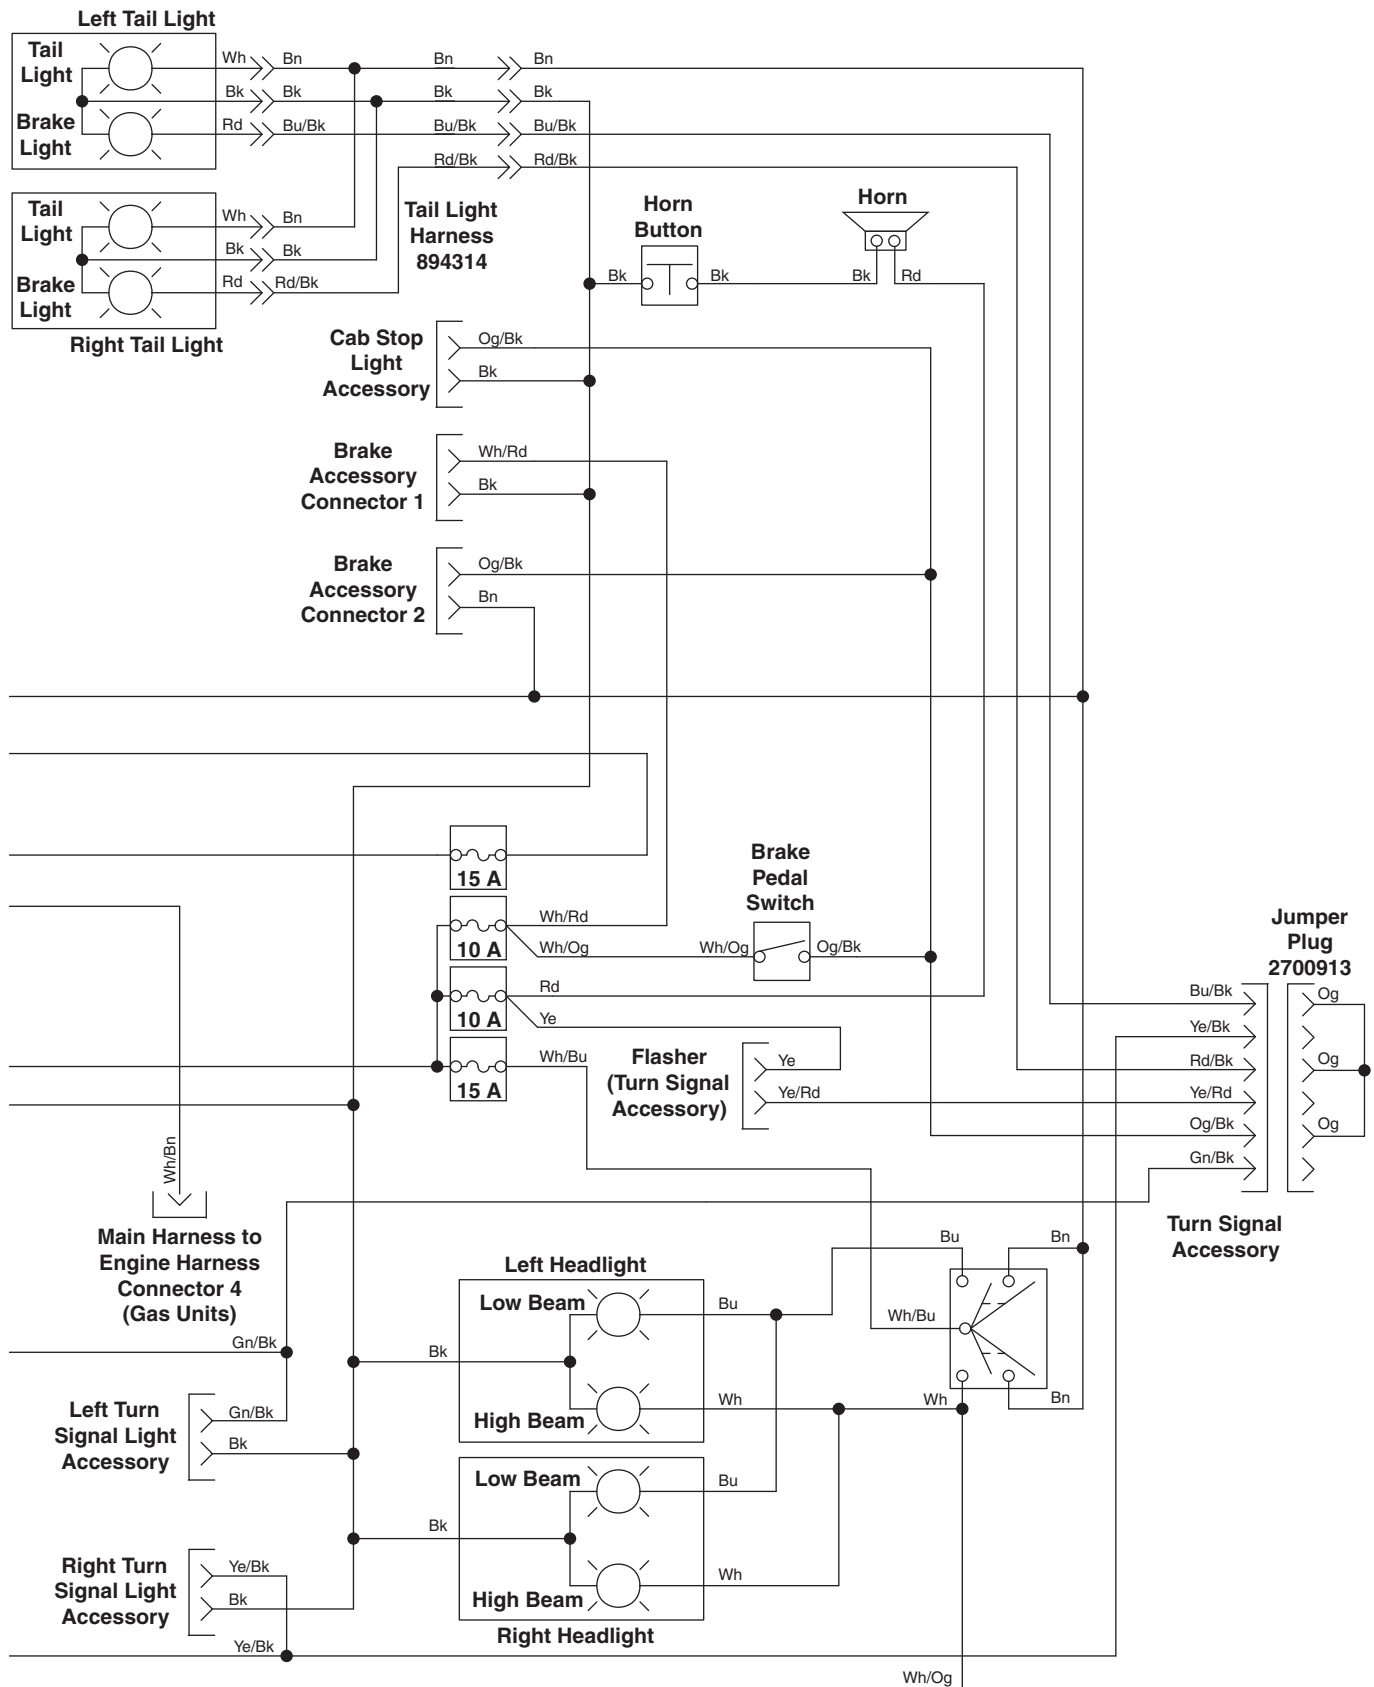 Left Tail Light
Tail
Light
Brake
Light
Wh
Bn
Bn
Bn
Bk
Bk
Bk
Bk
Rd
Bu/Bk
Bu/Bk
Bu/Bk
Rd/Bk
Rd/Bk
Tail
Light
Brake
Light
Wh
Bn
Bk
Bk
Rd
Rd/Bk
Right Tail Light
Tail Light
Harness
894314
Horn
Button
Horn
Bk
Bk
Bk
Rd
Cab Stop
Light
Accessory
Og/Bk
Bk
Brake
Accessory
Connector 1
Wh/Rd
Bk
Brake
Accessory
Connector 2
Og/Bk
Bn
15 A
10 A
10 A
15 A
Wh/Rd
Wh/Og
Wh/Og
Og/Bk
Brake
Pedal
Switch
Rd
Ye
Wh/Bu
Flasher
(Turn Signal
Accessory)
Ye
Ye/Rd
Jumper
Plug
2700913
Bu/Bk
Ye/Bk
Rd/Bk
Ye/Rd
Og/Bk
Gn/Bk
Og
Og
Og
Turn Signal
Accessory
Wh/Bn
Main Harness to
Engine Harness
Connector 4
(Gas Units)
Gn/Bk
Left Turn
Signal Light
Accessory
Gn/Bk
Bk
Left Headlight
Low Beam
High Beam
Bk
Bu
Wh
Bu
Bn
Wh/Bu
Wh
Bn
Low Beam
High Beam
Bk
Bu
Wh
Right Headlight
Right Turn
Signal Light
Accessory
Ye/Bk
Bk
Ye/Bk
Wh/Og